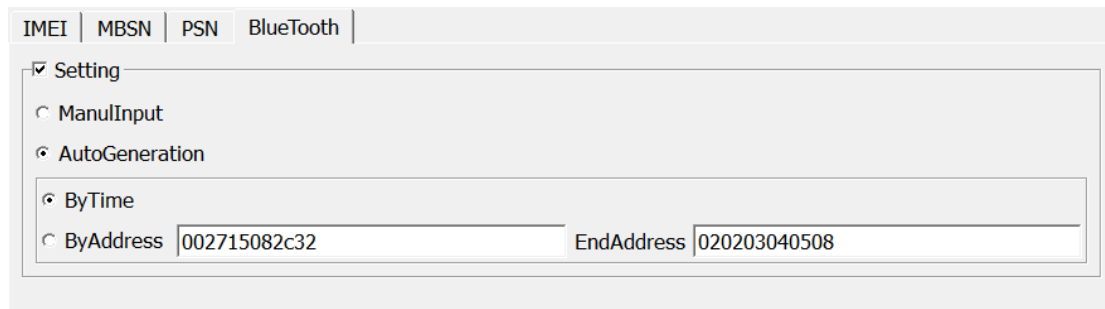 IMEI MBSN PSN BlueTooth
Setting
ManulInput
AutoGeneration
ByTime
ByAddress 002715082c32 EndAddress 020203040508